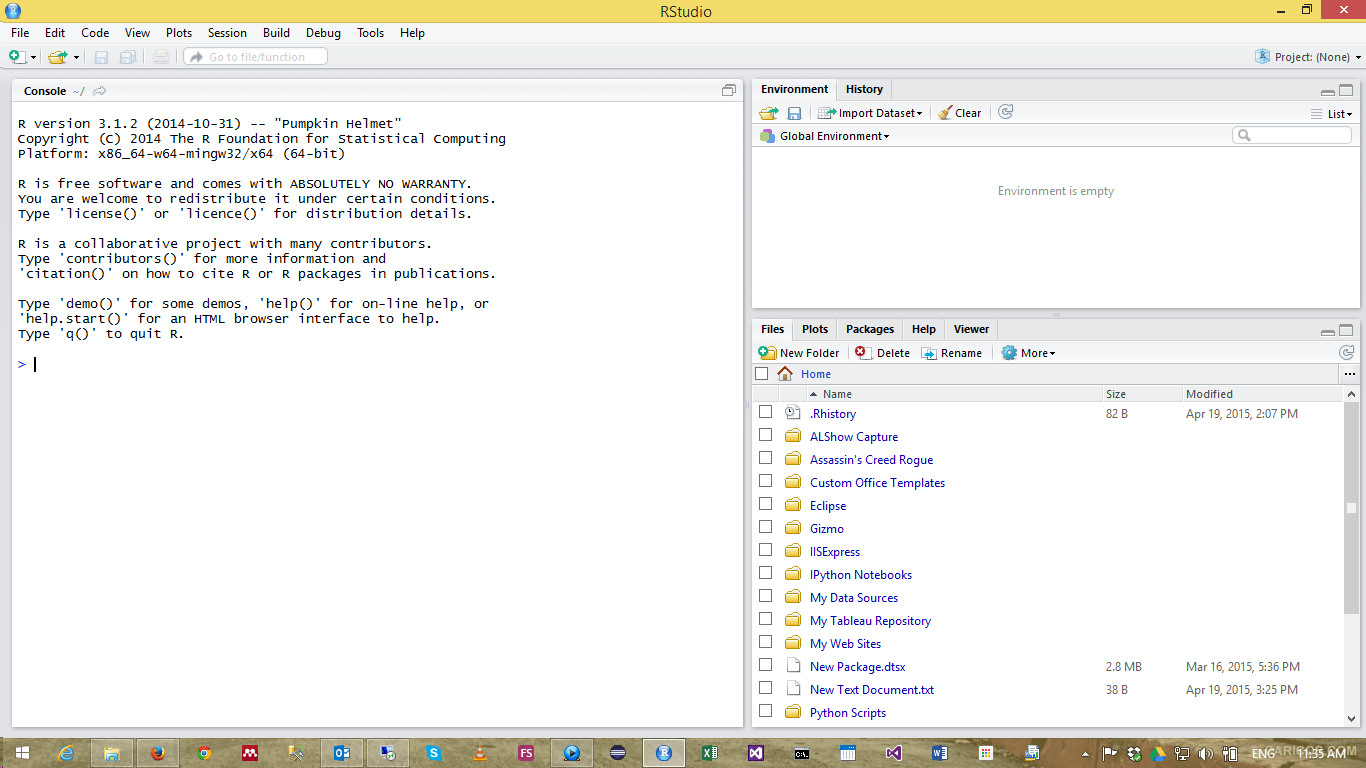 RStudio
File Edit Code View Plots Session Build Debug Tools Help
Go to file/function
Project: (None)
Console ~/
R version 3.1.2 (2014-10-31) -- "Pumpkin Helmet"
Copyright (C) 2014 The R Foundation for Statistical Computing
Platform: x86_64-w64-mingw32/x64 (64-bit)
R is free software and comes with ABSOLUTELY NO WARRANTY.
You are welcome to redistribute it under certain conditions.
Type 'license()' or 'licence()' for distribution details.
R is a collaborative project with many contributors.
Type 'contributors()' for more information and
'citation()' on how to cite R or R packages in publications.
Type 'demo()' for some demos, 'help()' for on-line help, or
'help.start()' for an HTML browser interface to help.
Type 'q()' to quit R.
>
Environment History
Import Dataset Clear List
Global Environment
Environment is empty
Files Plots Packages Help Viewer
New Folder Delete Rename More
Home ...
Name Size Modified
.Rhistory 82 B Apr 19, 2015, 2:07 PM
ALShow Capture
Assassin's Creed Rogue
Custom Office Templates
Eclipse
Gizmo
IISExpress
IPython Notebooks
My Data Sources
My Tableau Repository
My Web Sites
New Package.dtsx 2.8 MB Mar 16, 2015, 5:36 PM
New Text Document.txt 38 B Apr 19, 2015, 3:25 PM
Python Scripts
FS ENG 11:35 AM